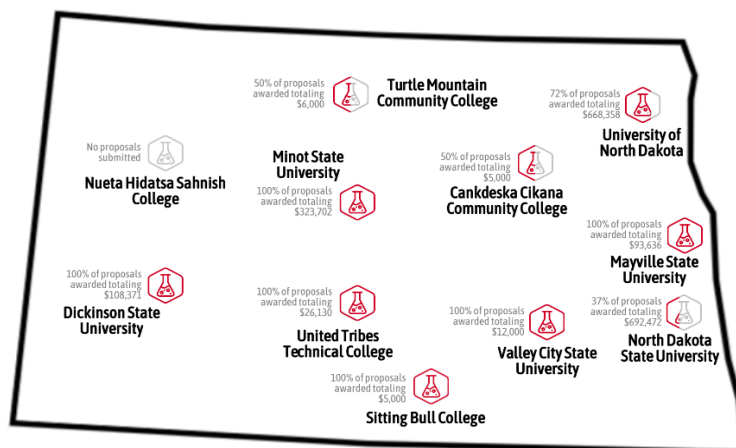 50% of proposals
awarded totaling
$6,000
Turtle Mountain
Community College
72% of proposals
awarded totaling
$668,358
University of
North Dakota
No proposals
submitted
Nueta Hidatsa Sahnish
College
Minot State
University
100% of proposals
awarded totaling
$323,702
50% of proposals
awarded totaling
$5,000
Cankdeska Cikana
Community College
100% of proposals
awarded totaling
$93,636
Mayville State
University
100% of proposals
awarded totaling
$108,371
Dickinson State
University
100% of proposals
awarded totaling
$26,130
United Tribes
Technical College
100% of proposals
awarded totaling
$12,000
Valley City State
University
37% of proposals
awarded totaling
$692,472
North Dakota
State University
100% of proposals
awarded totaling
$5,000
Sitting Bull College